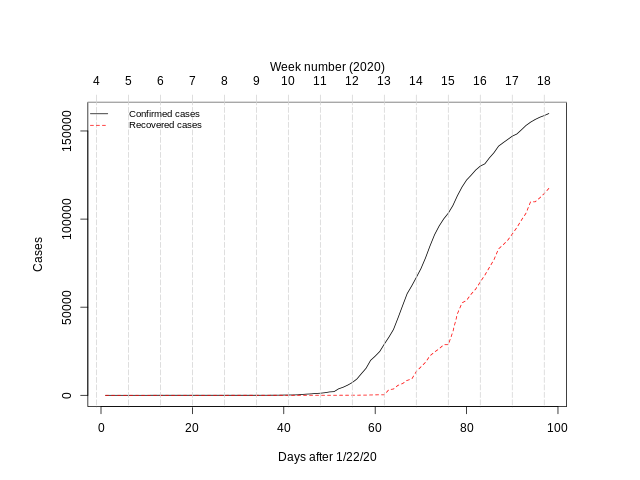 Week number (2020)
4 5 6 7 8 9 10 11 12 13 14 15 16 17 18
Confirmed cases
Recovered cases
Cases
150000
100000
50000
0
0 20 40 60 80 100
Days after 1/22/20